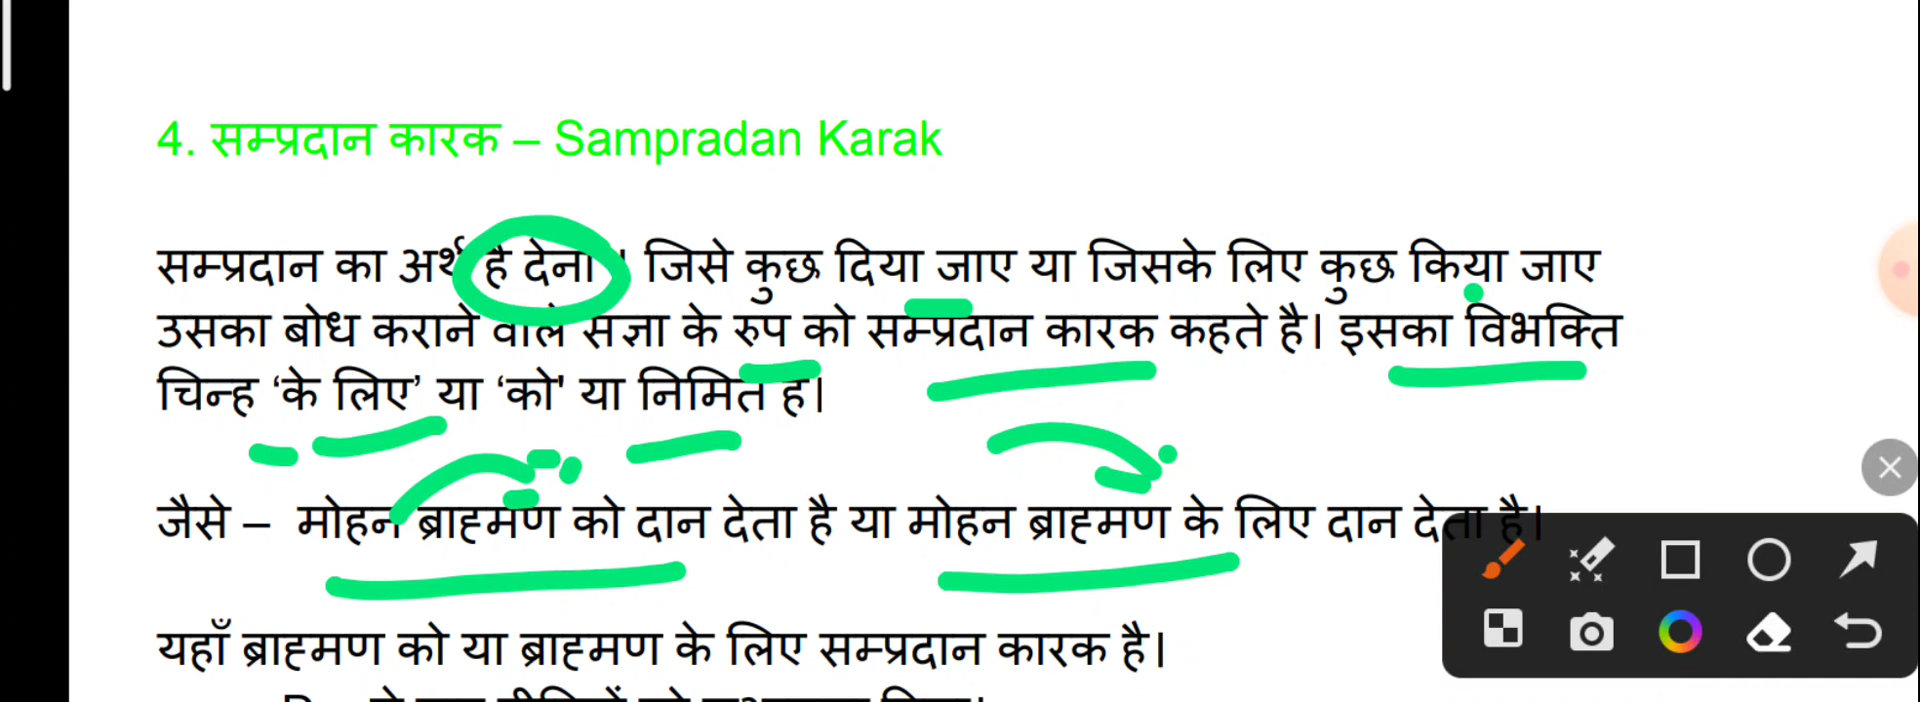 4. सम्प्रदान कारक – Sampradan Karak
सम्प्रदान का अर्थ है देना । जिसे कुछ दिया जाए या जिसके लिए कुछ किया जाए
उसका बोध कराने वाले संज्ञा के रुप को सम्प्रदान कारक कहते है। इसका विभक्ति
चिन्ह ‘के लिए’ या ‘को' या निमित है।
जैसे – मोहन ब्राह्मण को दान देता है या मोहन ब्राह्मण के लिए दान देता है।
यहाँ ब्राह्मण को या ब्राह्मण के लिए सम्प्रदान कारक है।